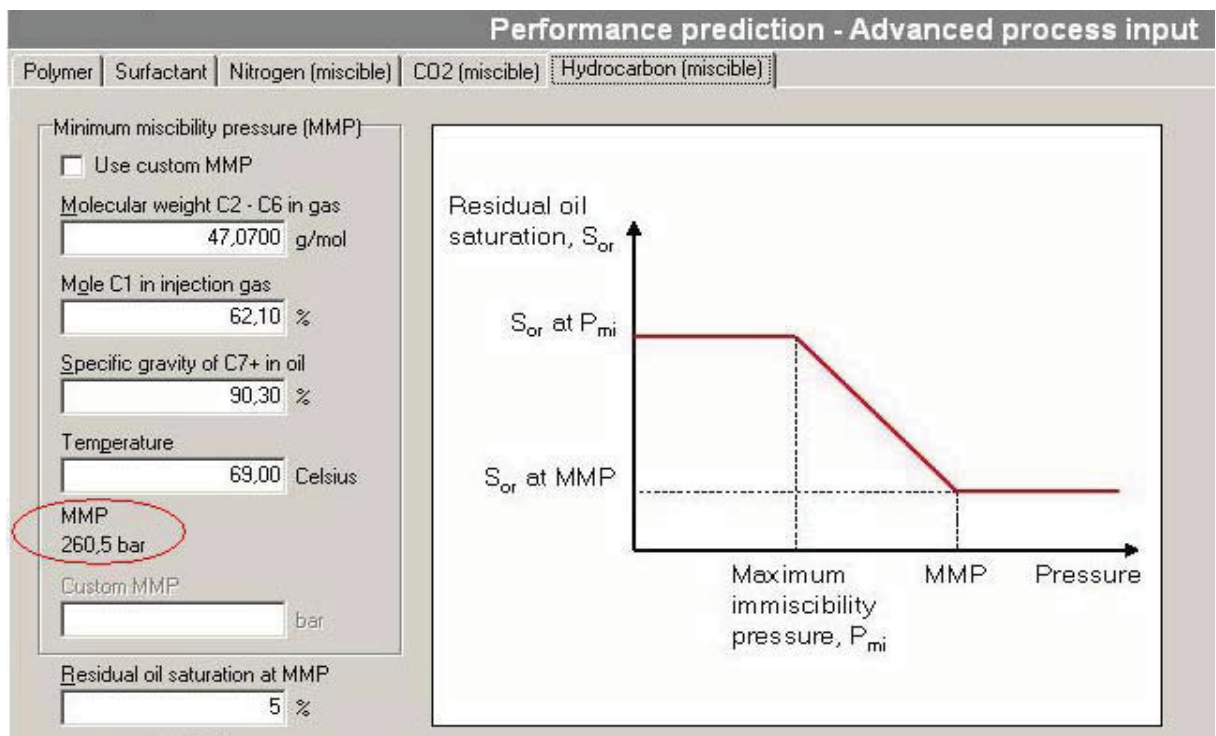 Performance prediction - Advanced process input
Polymer
Surfactant
Nitrogen (miscible)
CO2 (miscible)
Hydrocarbon (miscible)
Minimum miscibility pressure (MMP)
Use custom MMP
Molecular weight C2 - C6 in gas
47,0700 g/mol
Mole C1 in injection gas
62,10 %
Specific gravity of C7+ in oil
90,30 %
Temperature
69,00 Celsius
MMP
260,5 bar
Custom MMP
bar
Residual oil saturation at MMP
5 %
Residual oil
saturation, Sor
Sor at Pmi
Sor at MMP
Maximum
immiscibility
pressure, Pmi
MMP
Pressure